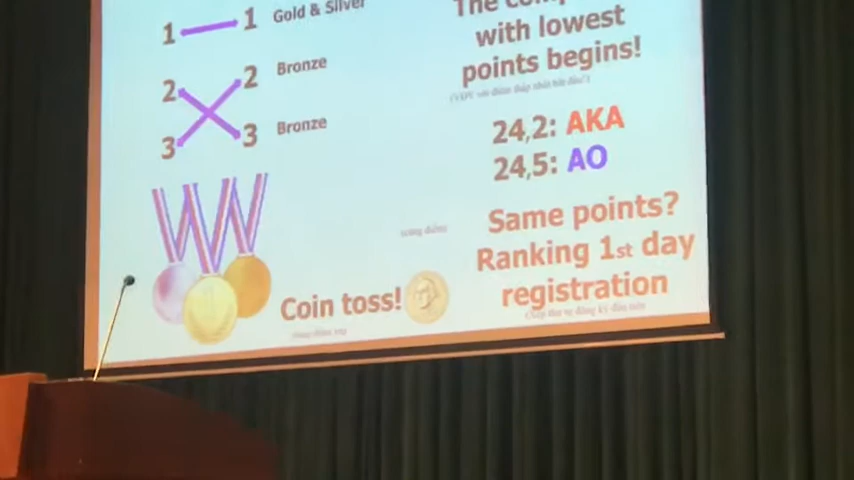 1 1 Gold & Silver
2 2 Bronze
3 3 Bronze
Coin toss!
The
with lowest
points begins!
24,2: AKA
24,5: AO
Same points?
Ranking 1st day
registration